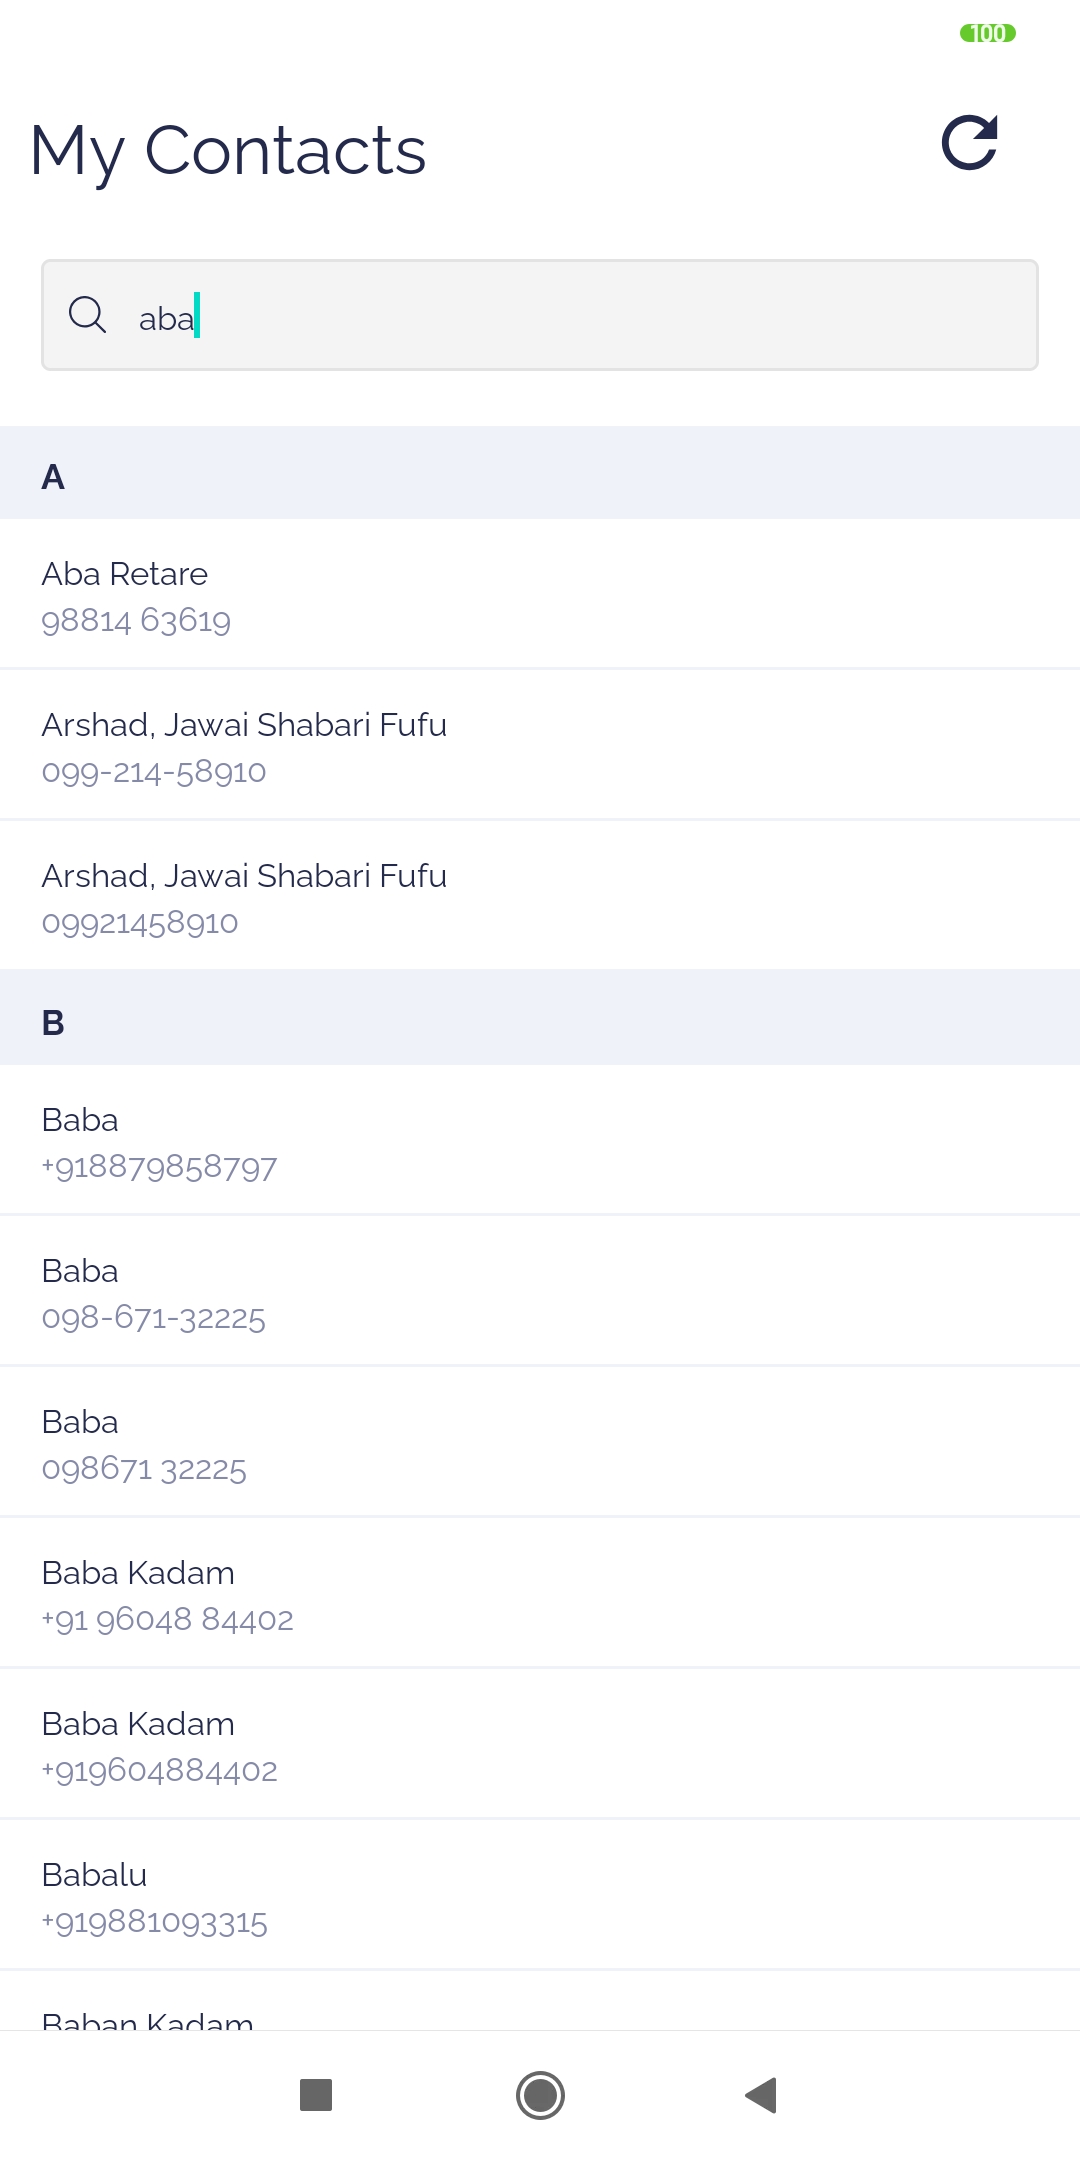 100
My Contacts
aba
A
Aba Retare
98814 63619
Arshad, Jawai Shabari Fufu
099-214-58910
Arshad, Jawai Shabari Fufu
09921458910
B
Baba
+918879858797
Baba
098-671-32225
Baba
098671 32225
Baba Kadam
+91 96048 84402
Baba Kadam
+919604884402
Babalu
+919881093315
Baban Kadam